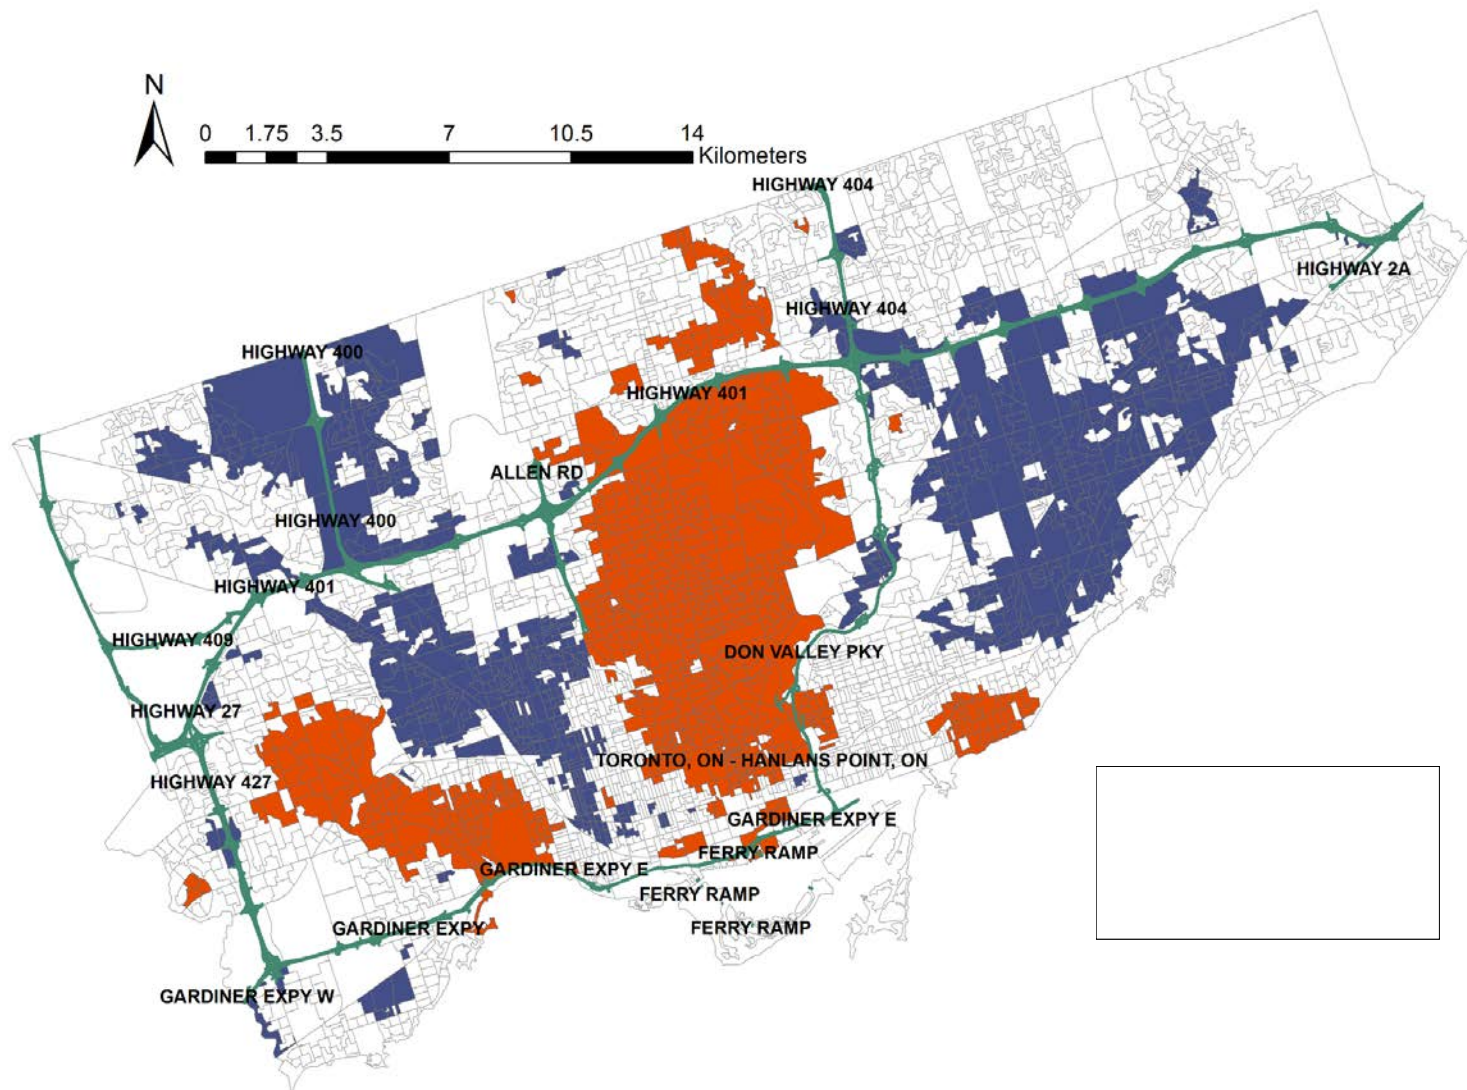 N
0 1.75 3.5 7 10.5 14
Kilometers
HIGHWAY 404
HIGHWAY 2A
HIGHWAY 404
HIGHWAY 400
HIGHWAY 401
ALLEN RD
HIGHWAY 400
HIGHWAY 401
HIGHWAY 409
DON VALLEY PKY
HIGHWAY 27
TORONTO, ON - HANLANS POINT, ON
HIGHWAY 427
GARDINER EXPY E
FERRY RAMP
GARDINER EXPY E
FERRY RAMP
GARDINER EXPY
FERRY RAMP
GARDINER EXPY W